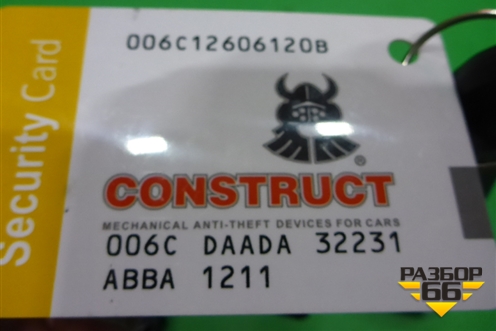 Security Card
006C12606120B
®
CONSTRUCT
MECHANICAL ANTI-THEFT DEVICES FOR CARS
006C DAADA 32231
ABBA 1211
РАЗБОР
66